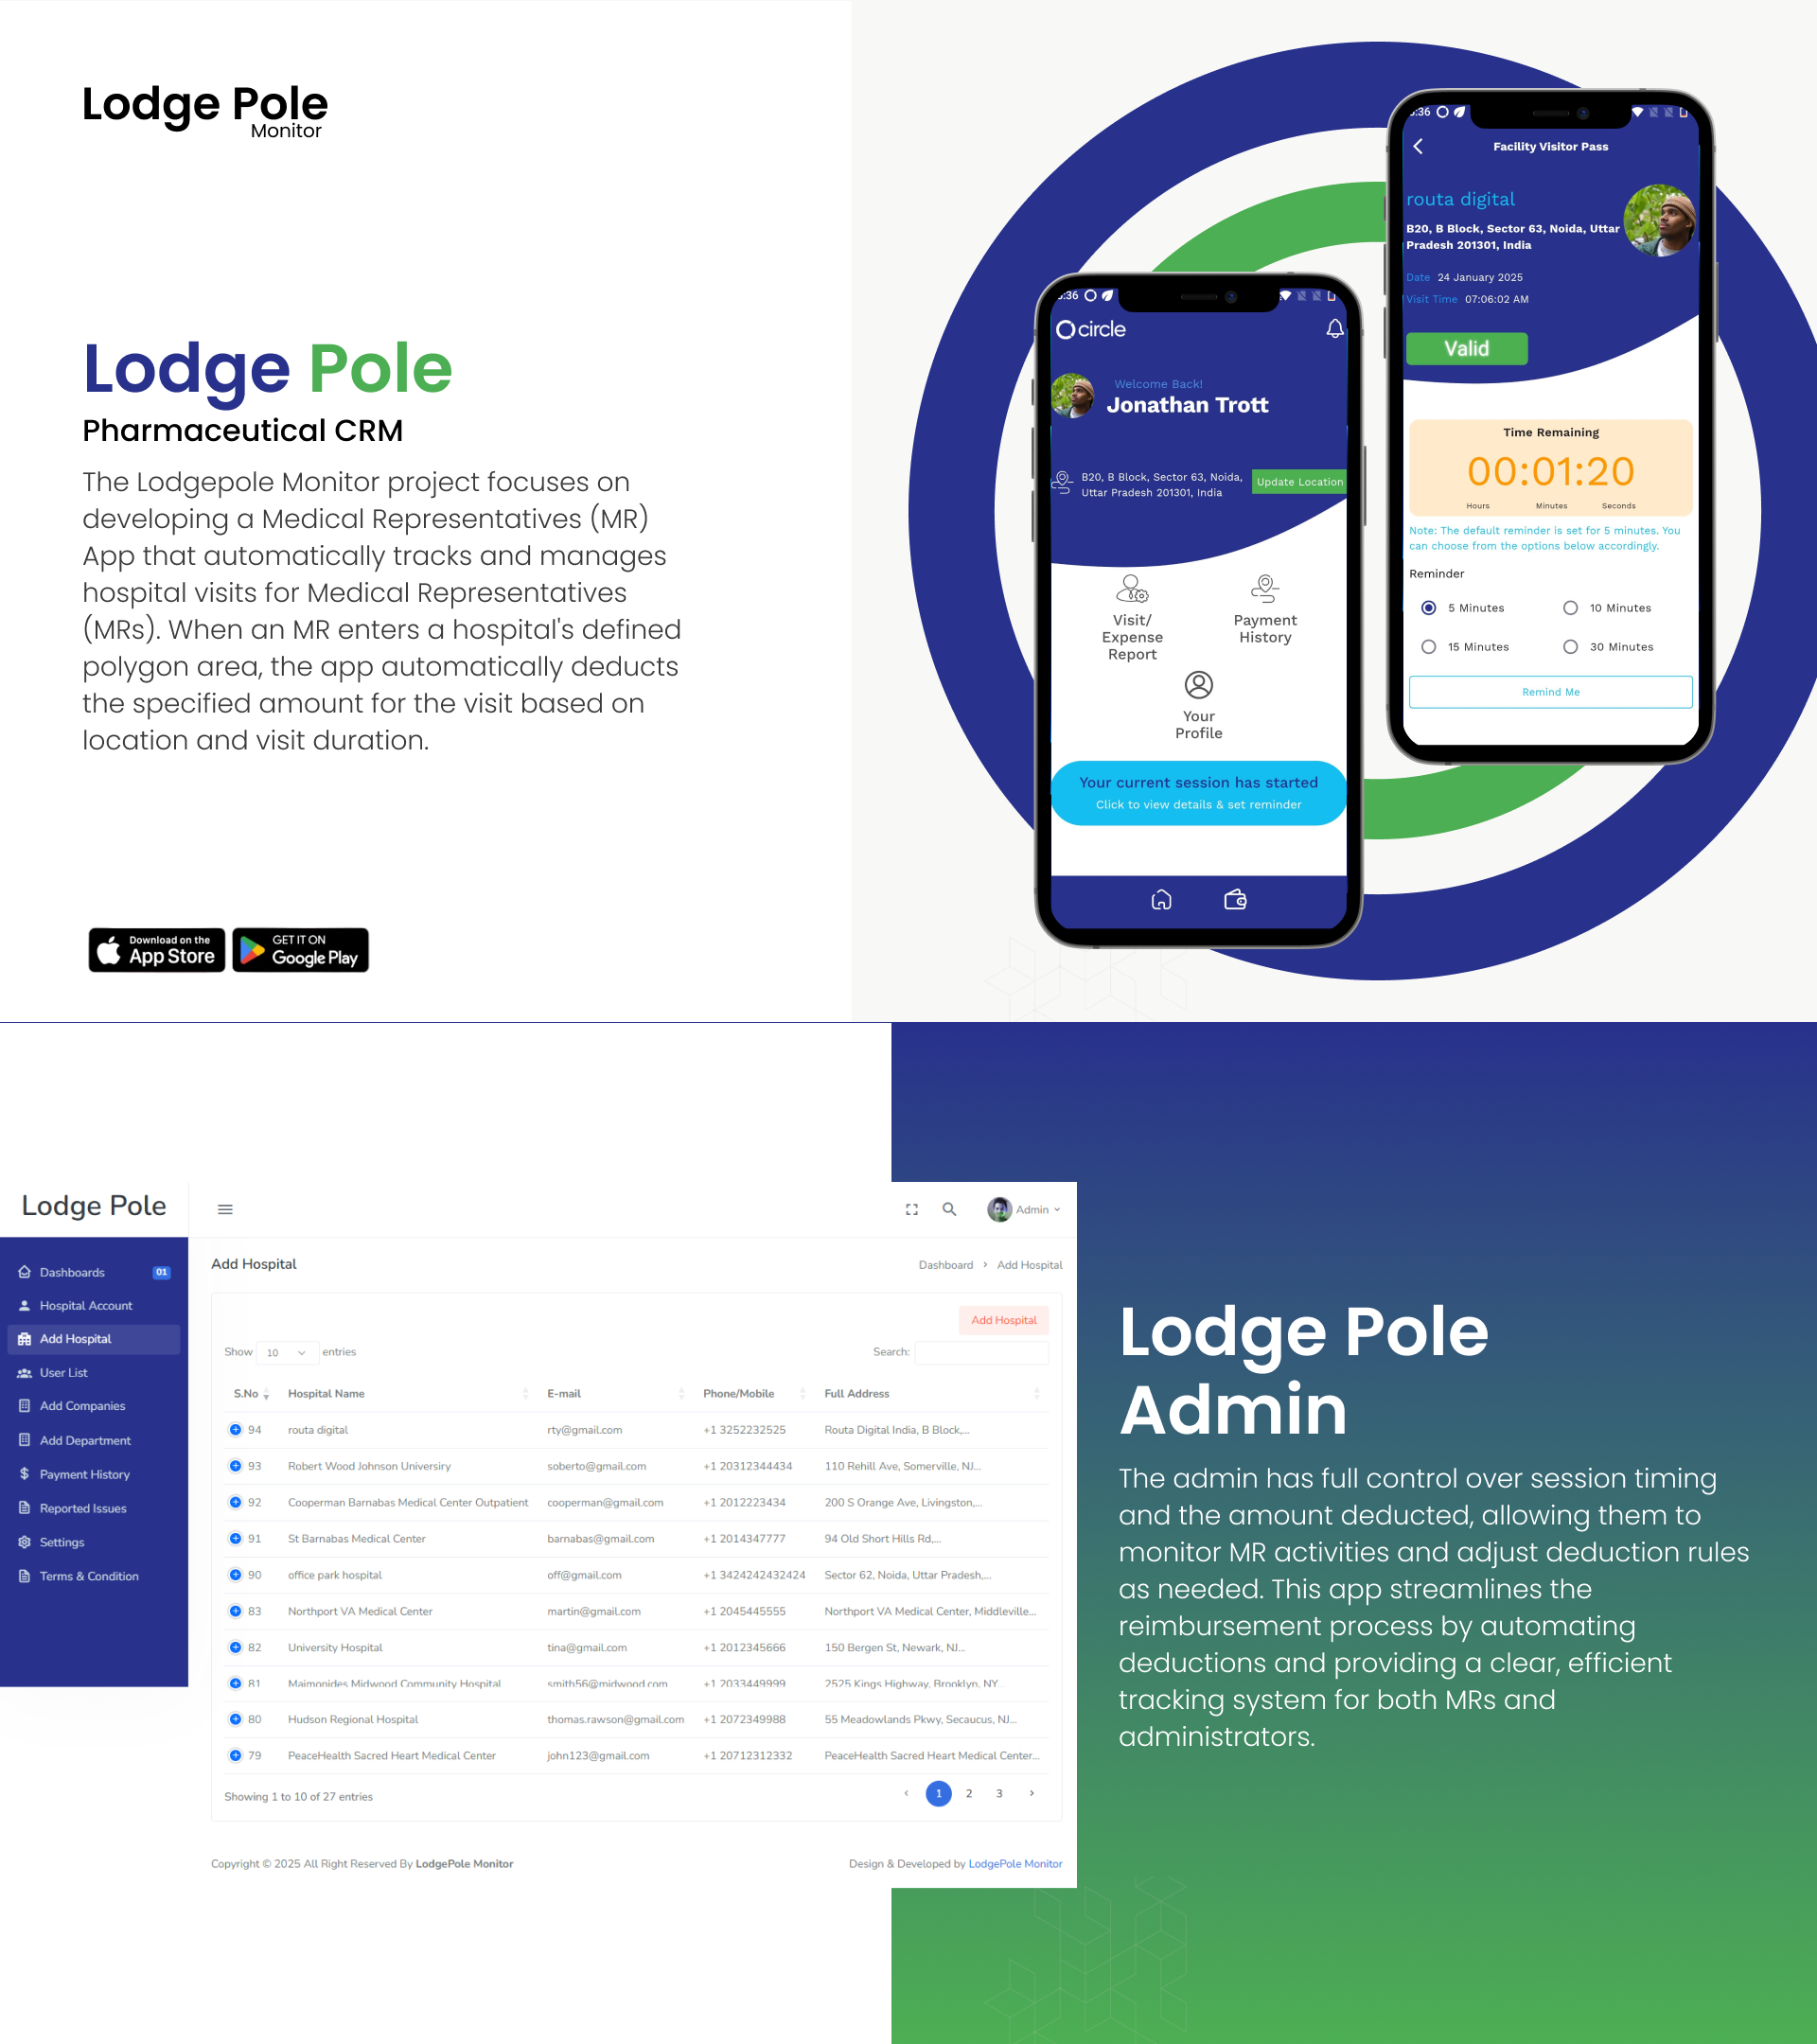 Lodge Pole
Monitor
Lodge Pole
Pharmaceutical CRM
The Lodgepole Monitor project focuses on
developing a Medical Representatives (MR)
App that automatically tracks and manages
hospital visits for Medical Representatives
(MRs). When an MR enters a hospital's defined
polygon area, the app automatically deducts
the specified amount for the visit based on
location and visit duration.
Download on the
App Store
GET IT ON
Google Play
:36
circle
Welcome Back!
Jonathan Trott
B20, B Block, Sector 63, Noida,
Uttar Pradesh 201301, India
Update Location
Visit/
Expense
Report
Payment
History
Your
Profile
Your current session has started
Click to view details & set reminder
:36
Facility Visitor Pass
routa digital
B20, B Block, Sector 63, Noida, Uttar
Pradesh 201301, India
Date 24 January 2025
Visit Time 07:06:02 AM
Valid
Time Remaining
00:01:20
Hours Minutes Seconds
Note: The default reminder is set for 5 minutes. You
can choose from the options below accordingly.
Reminder
5 Minutes 10 Minutes
15 Minutes 30 Minutes
Remind Me
Lodge Pole
Admin
Dashboards 01
Hospital Account
Add Hospital
User List
Add Companies
Add Department
Payment History
Reported Issues
Settings
Terms & Condition
Add Hospital
Dashboard > Add Hospital
Add Hospital
Show 10 entries
Search:
S.No Hospital Name E-mail Phone/Mobile Full Address
94 routa digital rty@gmail.com +1 3252232525 Routa Digital India, B Block,...
93 Robert Wood Johnson Universiry soberto@gmail.com +1 20312344434 110 Rehill Ave, Somerville, NJ...
92 Cooperman Barnabas Medical Center Outpatient cooperman@gmail.com +1 2012223434 200 S Orange Ave, Livingston,...
91 St Barnabas Medical Center barnabas@gmail.com +1 2014347777 94 Old Short Hills Rd,...
90 office park hospital off@gmail.com +1 3424242432424 Sector 62, Noida, Uttar Pradesh,...
83 Northport VA Medical Center martin@gmail.com +1 2045445555 Northport VA Medical Center, Middleville...
82 University Hospital tina@gmail.com +1 2012345666 150 Bergen St, Newark, NJ...
81 Maimonides Midwood Community Hospital smith56@midwood.com +1 2033449999 2525 Kings Highway, Brooklyn, NY...
80 Hudson Regional Hospital thomas.rawson@gmail.com +1 2072349988 55 Meadowlands Pkwy, Secaucus, NJ...
79 PeaceHealth Sacred Heart Medical Center john123@gmail.com +1 20712312332 PeaceHealth Sacred Heart Medical Center...
Showing 1 to 10 of 27 entries
< 1 2 3 >
Copyright © 2025 All Right Reserved By LodgePole Monitor
Design & Developed by LodgePole Monitor
Lodge Pole
Admin
The admin has full control over session timing
and the amount deducted, allowing them to
monitor MR activities and adjust deduction rules
as needed. This app streamlines the
reimbursement process by automating
deductions and providing a clear, efficient
tracking system for both MRs and
administrators.